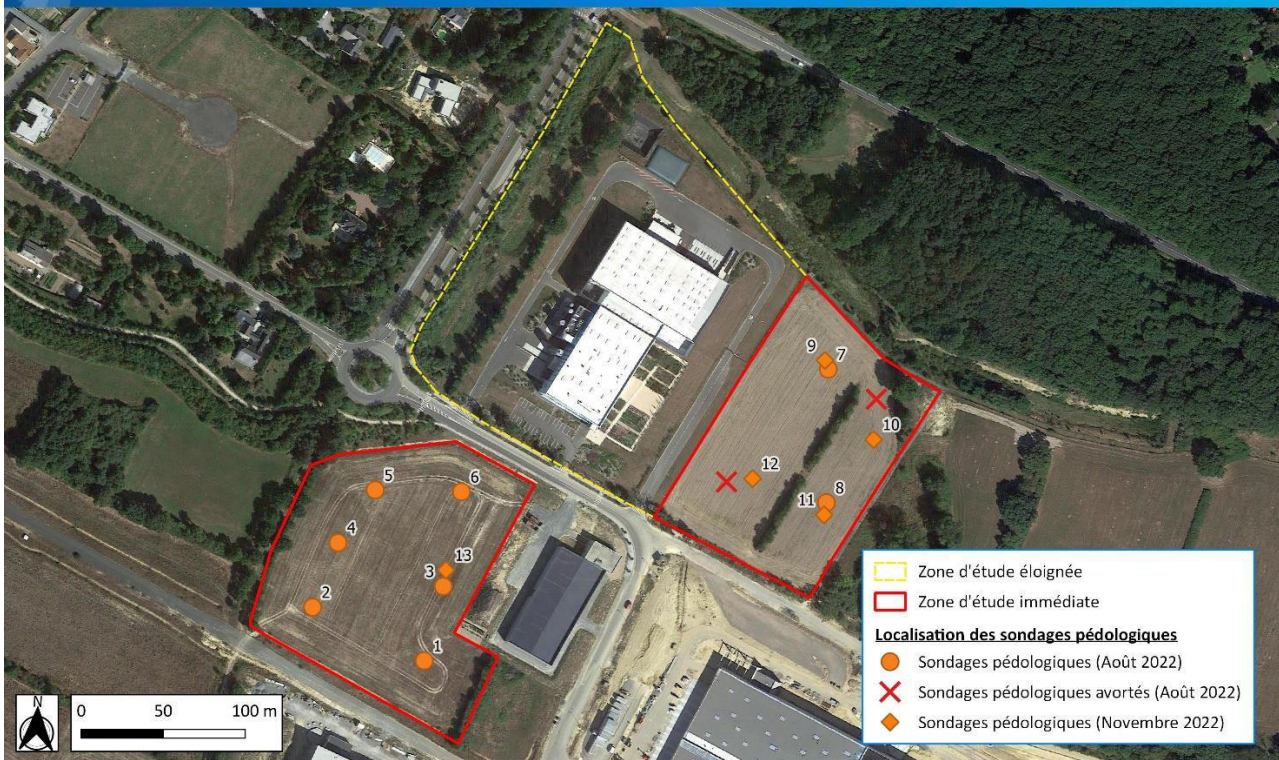 9
7
10
12
8
11
5
6
4
13
3
2
1
N
0 50 100 m
Zone d'étude éloignée
Zone d'étude immédiate
Localisation des sondages pédologiques
Sondages pédologiques (Août 2022)
Sondages pédologiques avortés (Août 2022)
Sondages pédologiques (Novembre 2022)